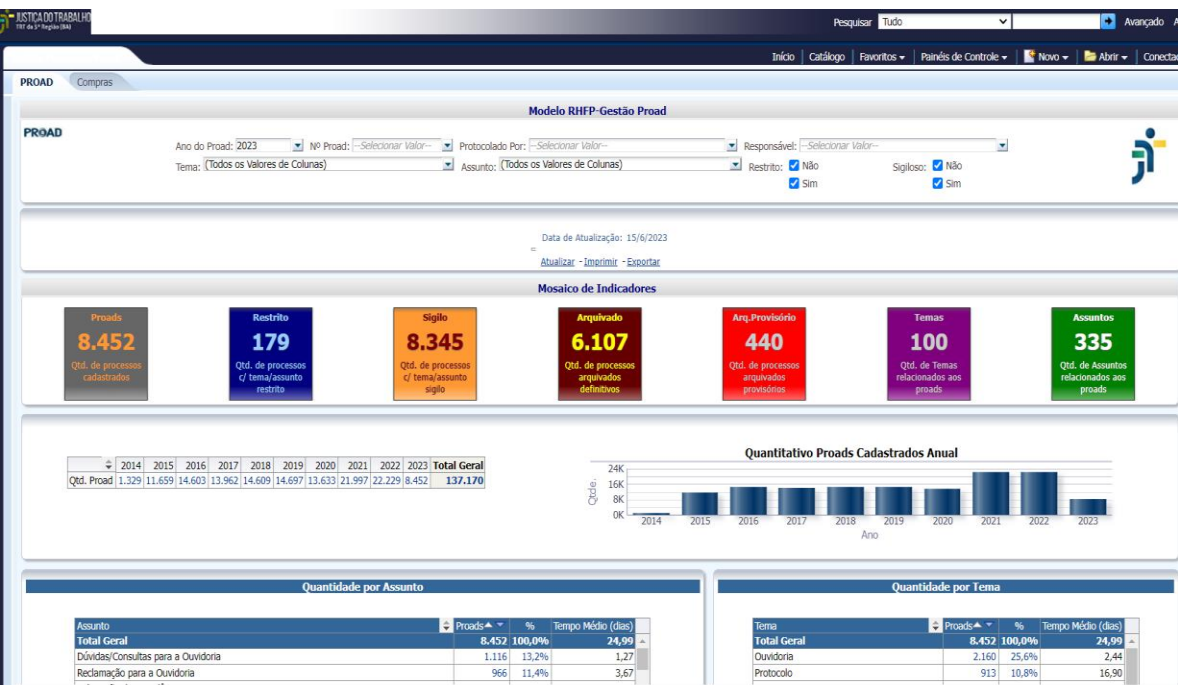 JUSTIÇA DO TRABALHO
TRT da 5ª Região (BA)
Pesquisar Tudo Avançado A
Início Catálogo Favoritos Painéis de Controle Novo Abrir Conectad
PROAD Compras
Modelo RHFP-Gestão Proad
PROAD
Ano do Proad: 2023 Nº Proad: --Selecionar Valor-- Protocolado Por: --Selecionar Valor-- Responsável: --Selecionar Valor--
Tema: (Todos os Valores de Colunas) Assunto: (Todos os Valores de Colunas) Restrito: Não Sigiloso: Não
Sim Sim
Data de Atualização: 15/6/2023
Atualizar - Imprimir - Exportar
Mosaico de Indicadores
Proads Restrito Sigilo Arquivado Arq.Provisório Temas Assuntos
8.452 179 8.345 6.107 440 100 335
Qtd. de processos Qtd. de processos Qtd. de processos Qtd. de processos Qtd. de processos Qtd. de Temas Qtd. de Assuntos
cadastrados c/ tema/assunto c/ tema/assunto arquivados arquivados relacionados aos relacionados aos
restrito sigilo definitivos provisórios proads proads
Quantitativo Proads Cadastrados Anual
2014 2015 2016 2017 2018 2019 2020 2021 2022 2023 Total Geral
Qtd. Proad 1.329 11.659 14.603 13.962 14.609 14.697 13.633 21.997 22.229 8.452 137.170
Qtde.
24K
16K
8K
0K
2014 2015 2016 2017 2018 2019 2020 2021 2022 2023
Ano
Quantidade por Assunto
Assunto Proads % Tempo Médio (dias)
Total Geral 8.452 100,0% 24,99
Dúvidas/Consultas para a Ouvidoria 1.116 13,2% 1,27
Reclamação para a Ouvidoria 966 11,4% 3,67
Quantidade por Tema
Tema Proads % Tempo Médio (dias)
Total Geral 8.452 100,0% 24,99
Ouvidoria 2.160 25,6% 2,44
Protocolo 913 10,8% 16,90